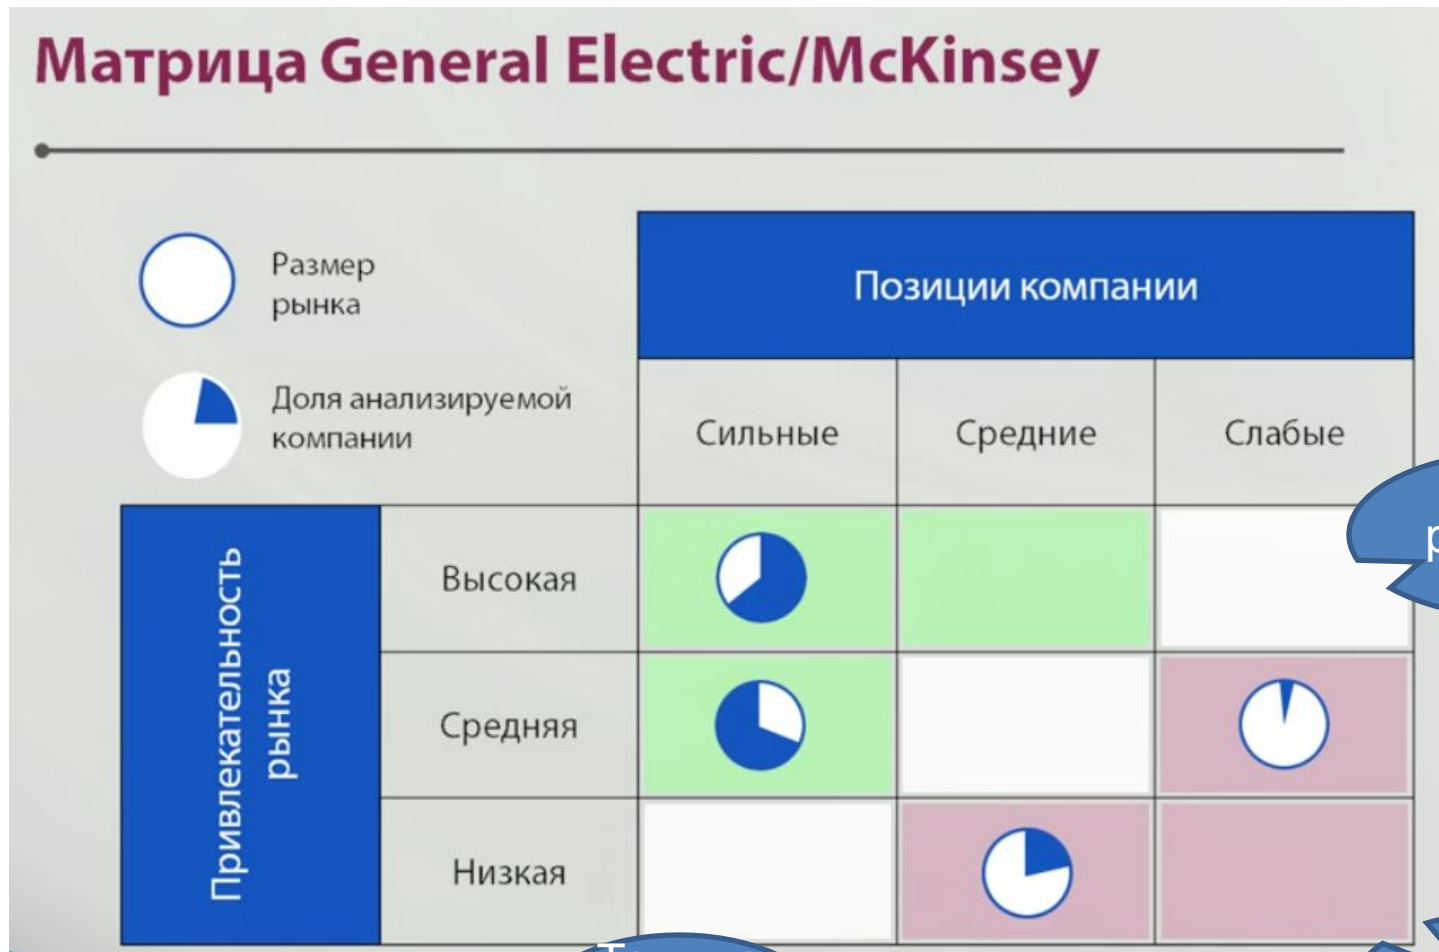 Матрица General Electric/McKinsey
Размер
рынка
Позиции компании
Доля анализируемой
компании
Сильные
Средние
Слабые
Привлекательность
рынка
Высокая
Средняя
Низкая